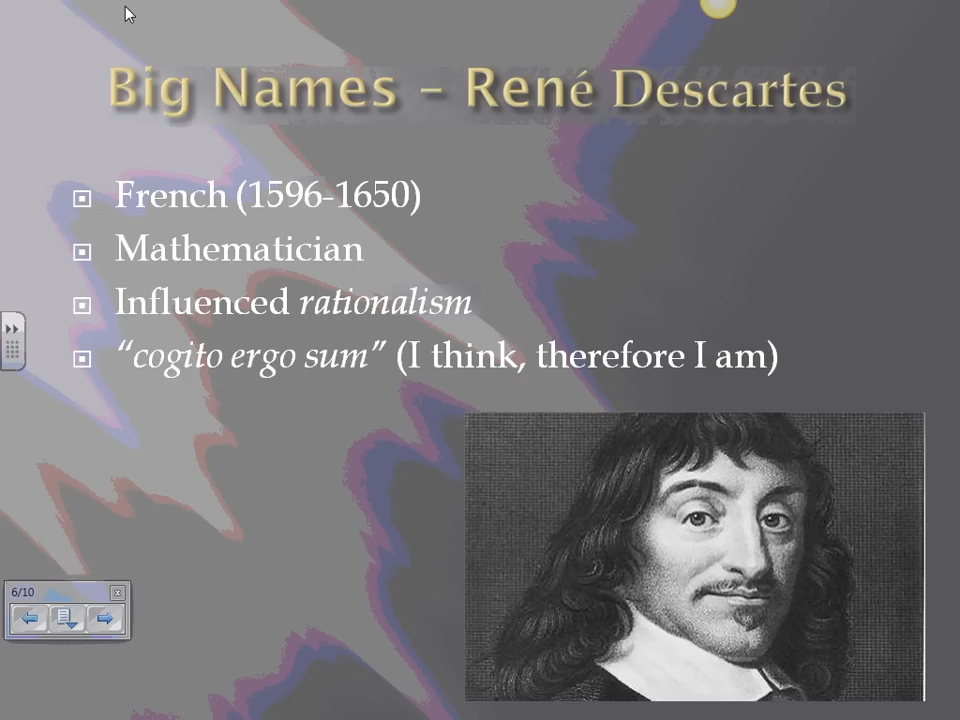 Big Names – René Descartes
French (1596-1650)
Mathematician
Influenced rationalism
“cogito ergo sum” (I think, therefore I am)
6/10
x